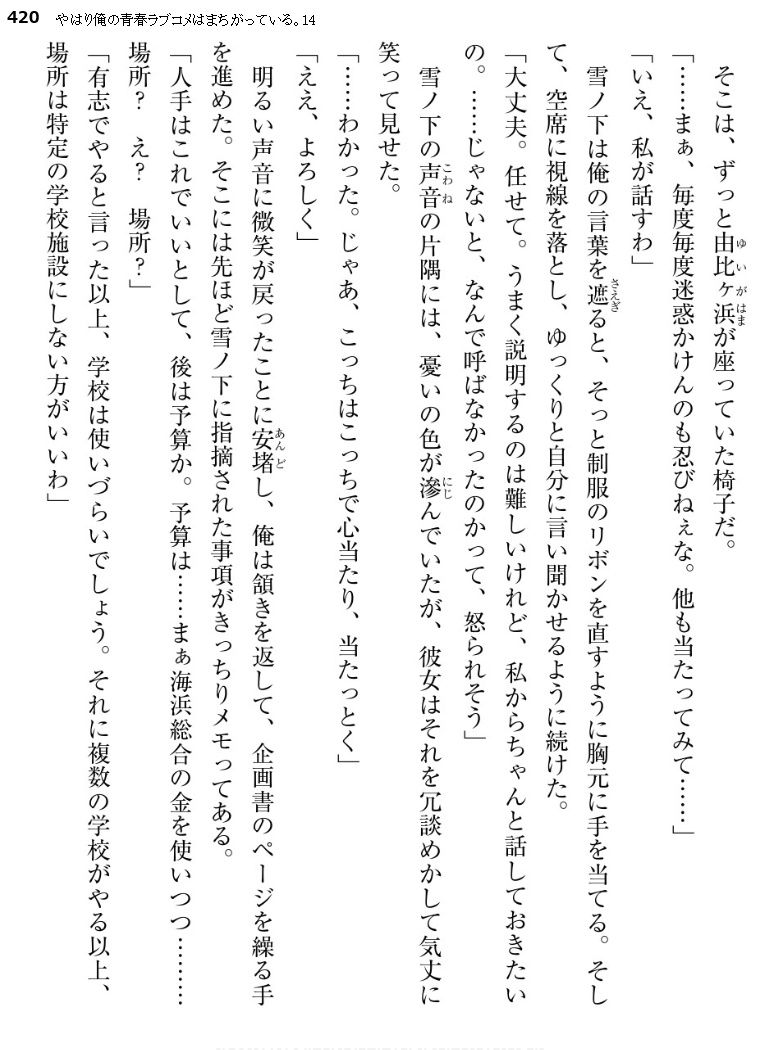 420 やはり俺の青春ラブコメはまちがっている。14
そこは、ずっと由比ヶ浜が座っていた椅子だ。
「……まぁ、毎度毎度迷惑かけんのも忍びねぇな。他も当たってみて……」
「いえ、私が話すわ」
雪ノ下は俺の言葉を遮ると、そっと制服のリボンを直すように胸元に手を当てる。そし
て、空席に視線を落とし、ゆっくりと自分に言い聞かせるように続けた。
「大丈夫。任せて。うまく説明するのは難しいけれど、私からちゃんと話しておきたい
の。……じゃないと、なんで呼ばなかったのかって、怒られそう」
雪ノ下の声音の片隅には、憂いの色が滲んでいたが、彼女はそれを冗談めかして気丈に
笑って見せた。
「……わかった。じゃあ、こっちはこっちで心当たり、当たっとく」
「ええ、よろしく」
明るい声音に微笑が戻ったことに安堵し、俺は頷きを返して、企画書のページを繰る手
を進めた。そこには先ほど雪ノ下に指摘された事項がきっちりメモってある。
「人手はこれでいいとして、後は予算か。予算は……まぁ海浜総合の金を使いつつ………
場所？　え？　場所？」
「有志でやると言った以上、学校は使いづらいでしょう。それに複数の学校がやる以上、
場所は特定の学校施設にしない方がいいわ」